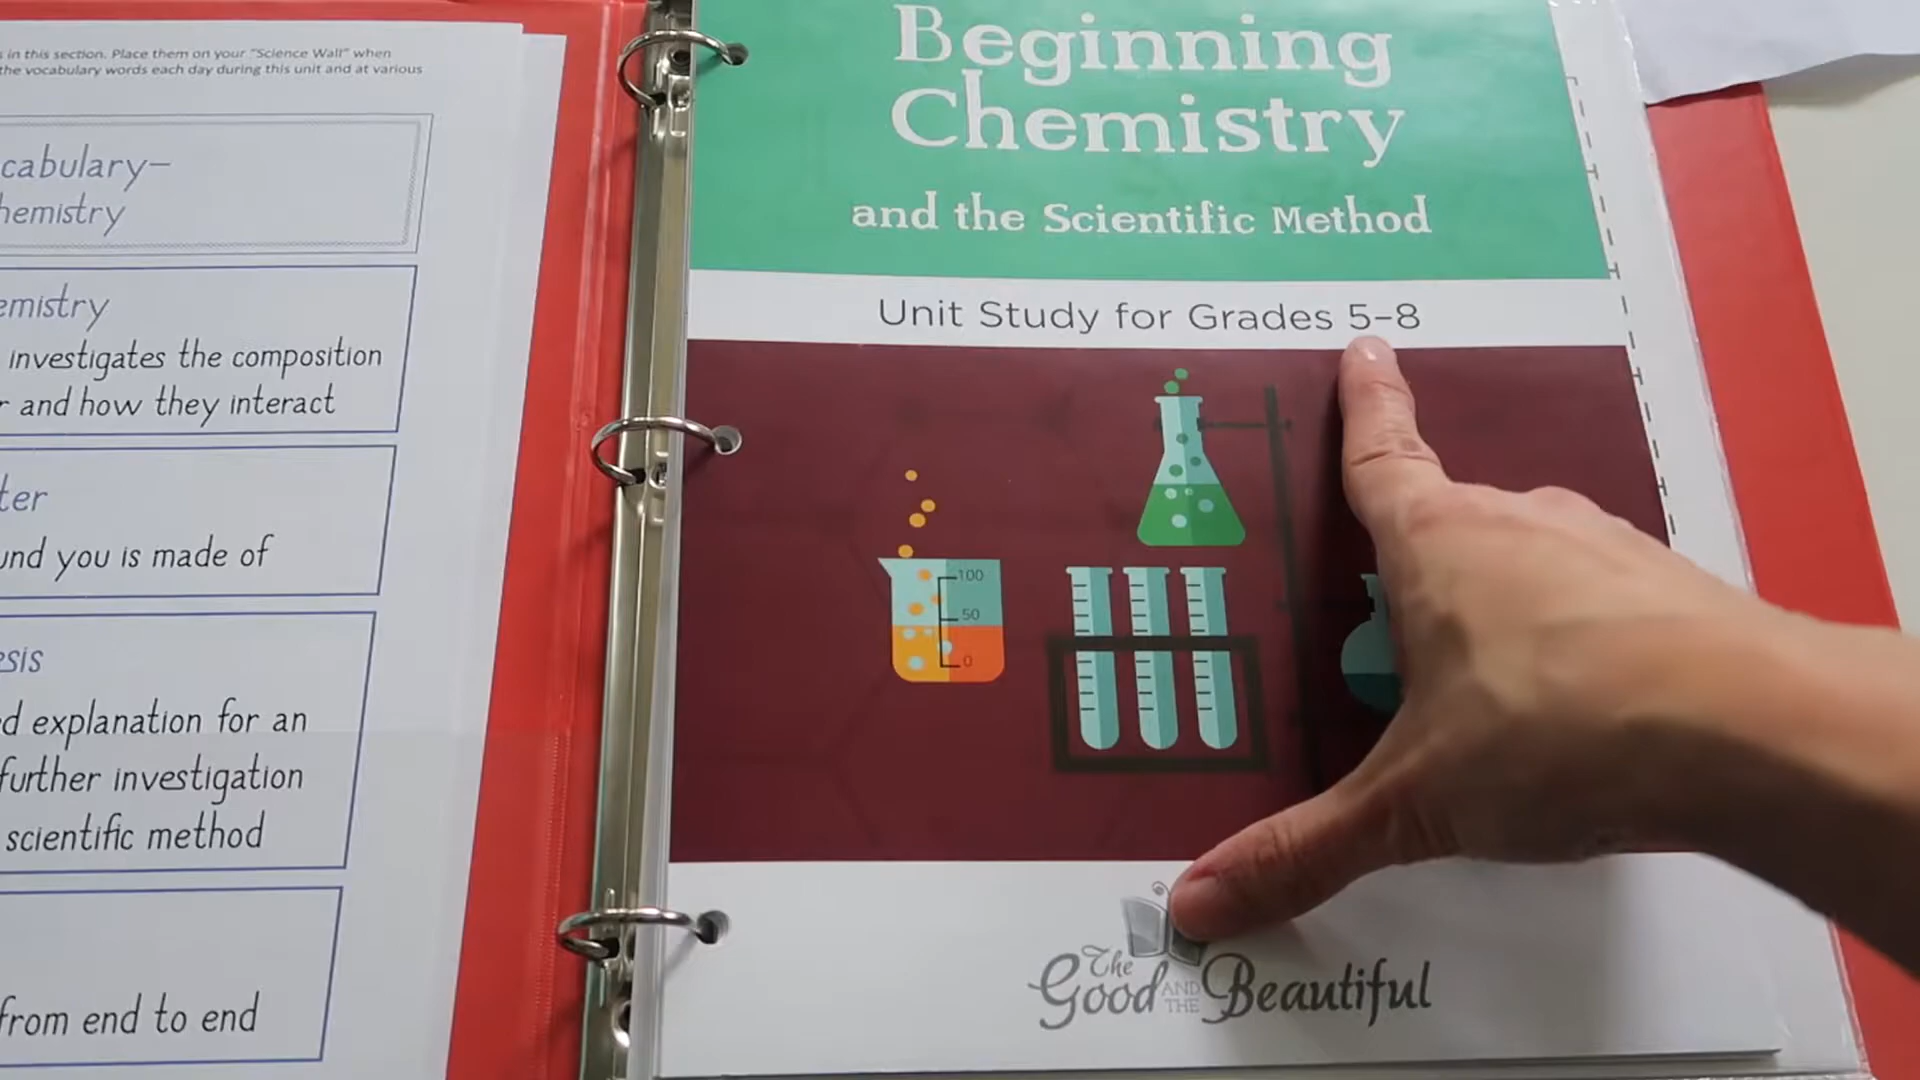 s in this section. Place them on your "Science Wall" when
the vocabulary words each day during this unit and at various
cabulary—
hemistry
emistry
investigates the composition
r and how they interact
ter
und you is made of
esis
d explanation for an
further investigation
scientific method
from end to end
Beginning
Chemistry
and the Scientific Method
Unit Study for Grades 5–8
100
50
0
The
Good AND THE Beautiful